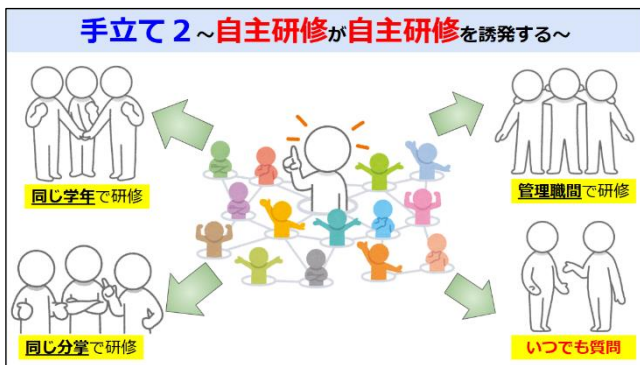 手立て２～自主研修が自主研修を誘発する～
同じ学年で研修
管理職間で研修
同じ分掌で研修
いつでも質問